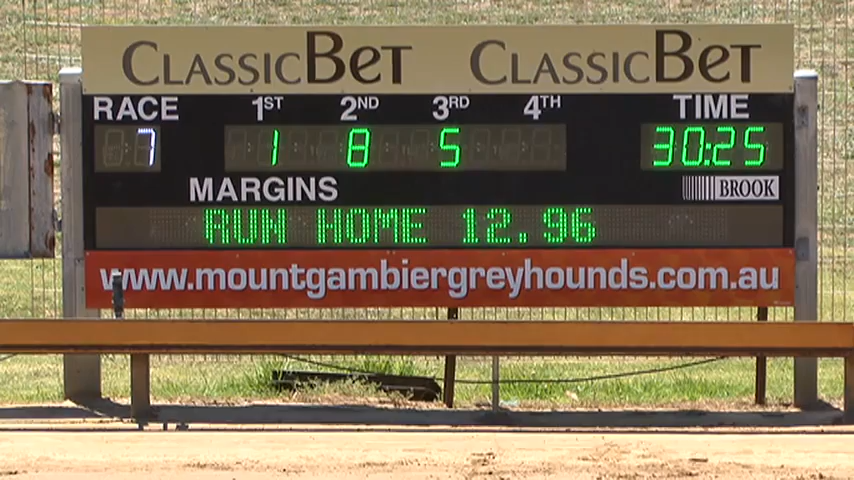 CLASSICBET CLASSICBET
RACE 1ST 2ND 3RD 4TH TIME
7 1 8 5 30:25
MARGINS BROOK
RUN HOME 12.96
www.mountgambiergreyhounds.com.au